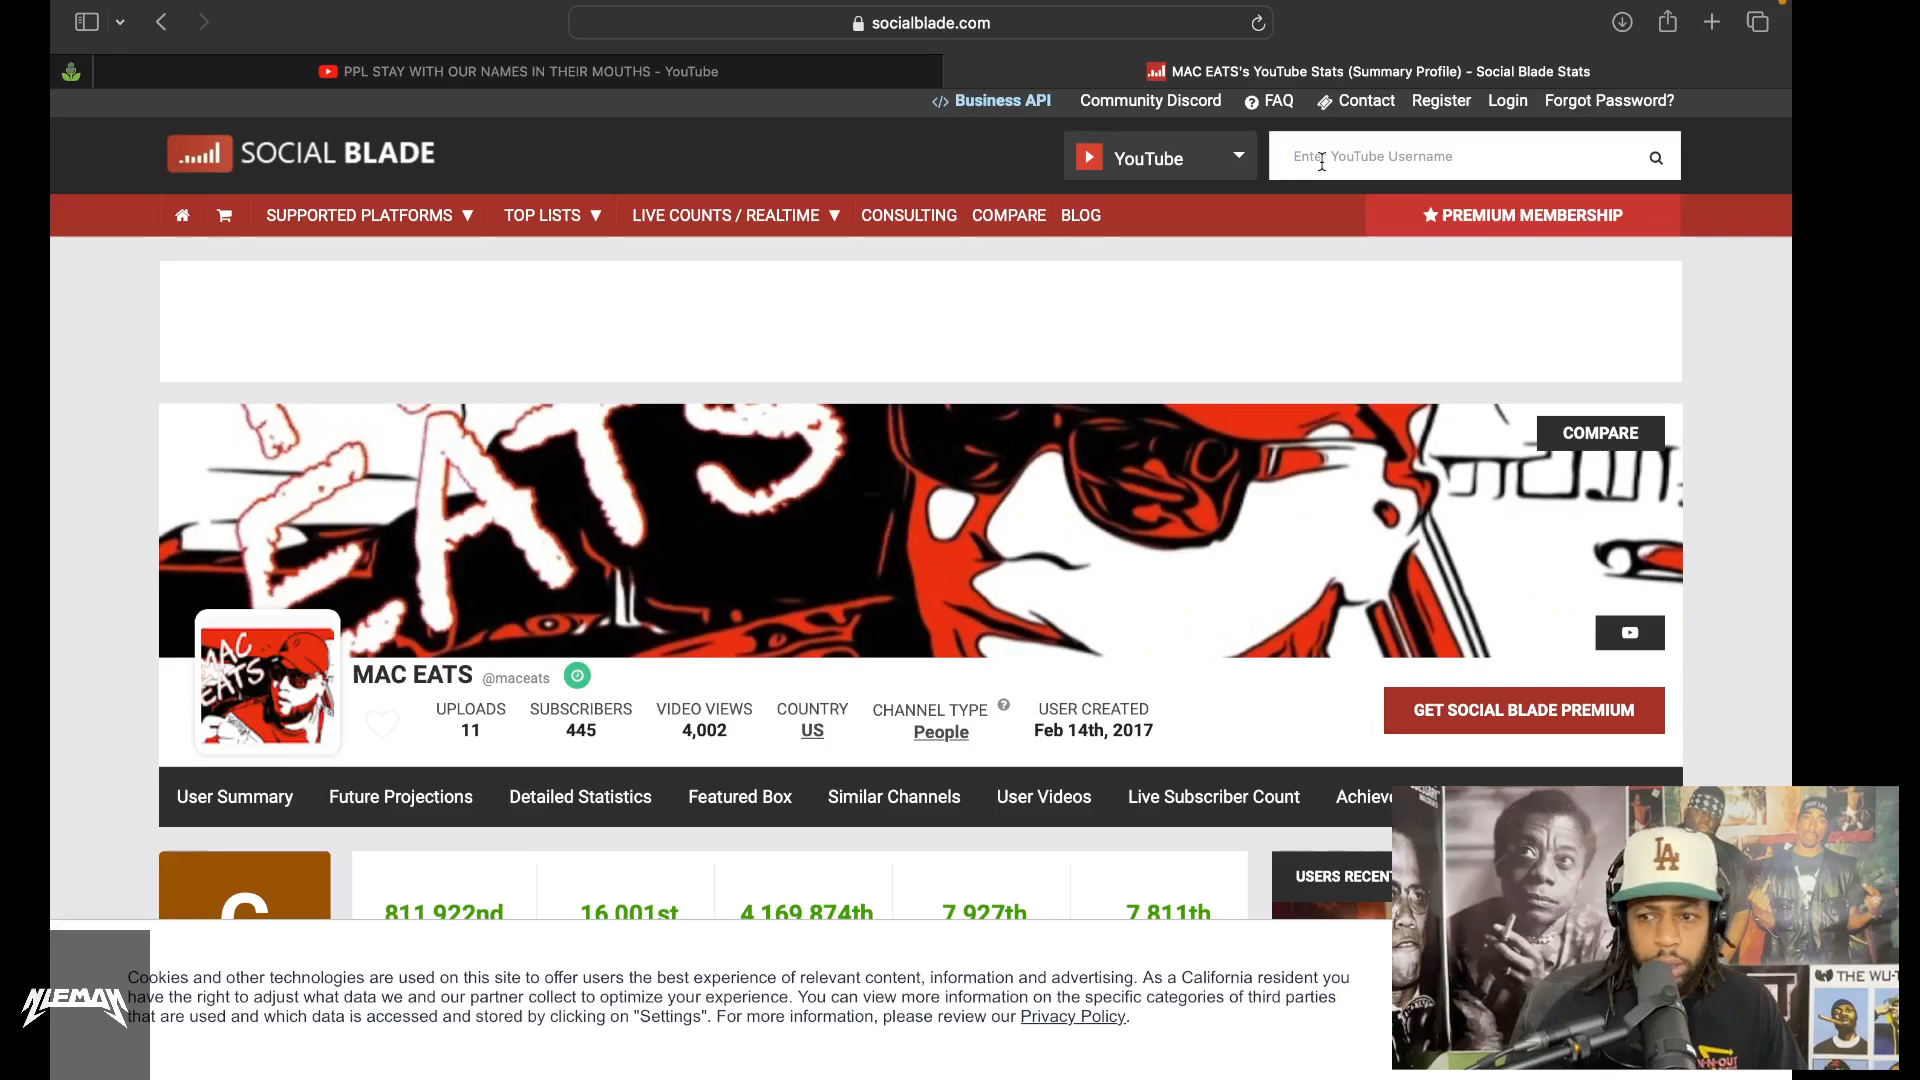 socialblade.com
PPL STAY WITH OUR NAMES IN THEIR MOUTHS - YouTube
MAC EATS's YouTube Stats (Summary Profile) - Social Blade Stats
</> Business API Community Discord FAQ Contact Register Login Forgot Password?
SOCIAL BLADE
YouTube
Enter YouTube Username
SUPPORTED PLATFORMS ▼ TOP LISTS ▼ LIVE COUNTS / REALTIME ▼ CONSULTING COMPARE BLOG
★ PREMIUM MEMBERSHIP
COMPARE
EATS
MAC EATS
MAC EATS @maceats
UPLOADS SUBSCRIBERS VIDEO VIEWS COUNTRY CHANNEL TYPE USER CREATED
11 445 4,002 US People Feb 14th, 2017
GET SOCIAL BLADE PREMIUM
User Summary Future Projections Detailed Statistics Featured Box Similar Channels User Videos Live Subscriber Count
USERS RECENT
811,922nd 16,001st 4,169,874th 7,927th 7,811th
Cookies and other technologies are used on this site to offer users the best experience of relevant content, information and advertising. As a California resident you
have the right to adjust what data we and our partner collect to optimize your experience. You can view more information on the specific categories of third parties
that are used and which data is accessed and stored by clicking on "Settings". For more information, please review our Privacy Policy.
LA
THE WU-T